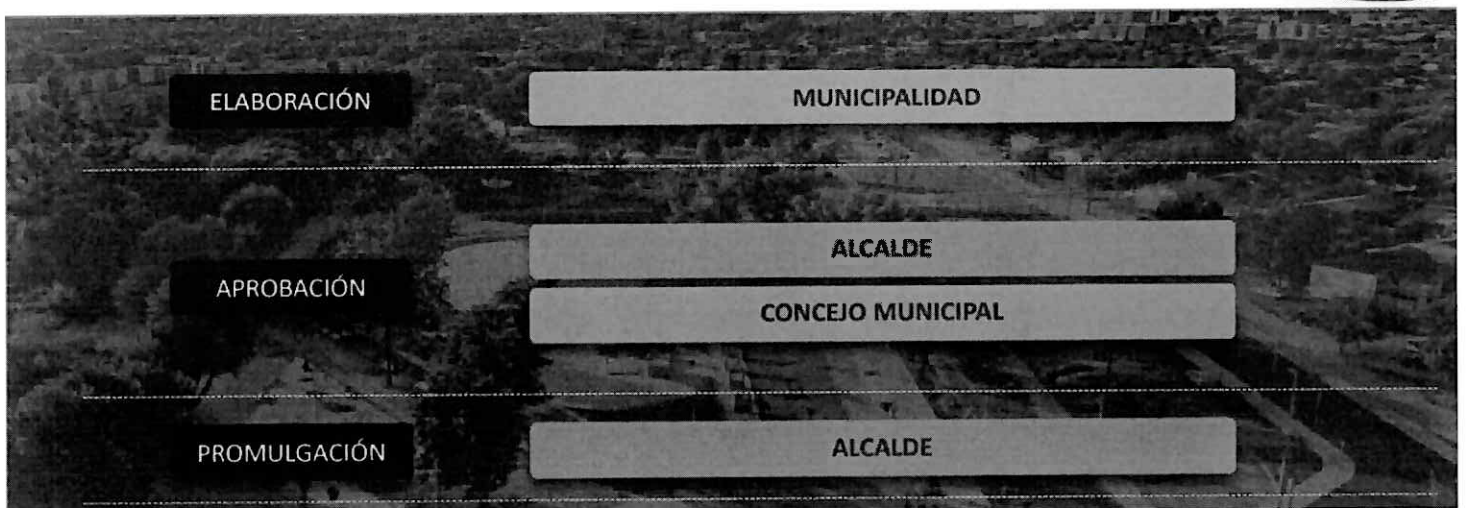 ELABORACIÓN
MUNICIPALIDAD
APROBACIÓN
ALCALDE
CONCEJO MUNICIPAL
PROMULGACIÓN
ALCALDE